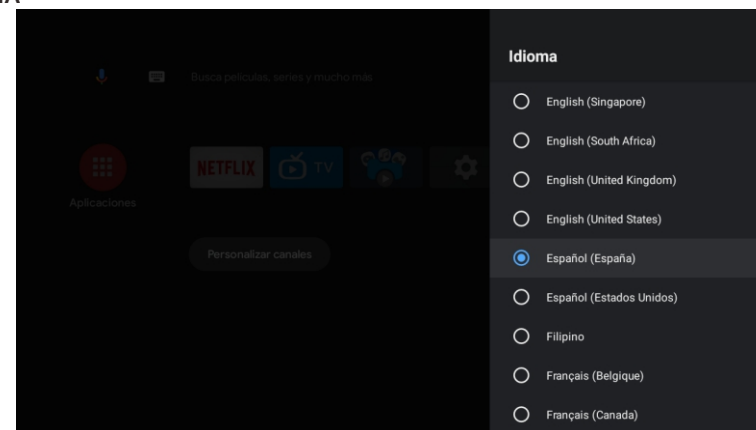 Idioma
Busca películas, series y mucho más
English (Singapore)
English (South Africa)
NETFLIX
TV
English (United Kingdom)
Aplicaciones
English (United States)
Personalizar canales
Español (España)
Español (Estados Unidos)
Filipino
Français (Belgique)
Français (Canada)